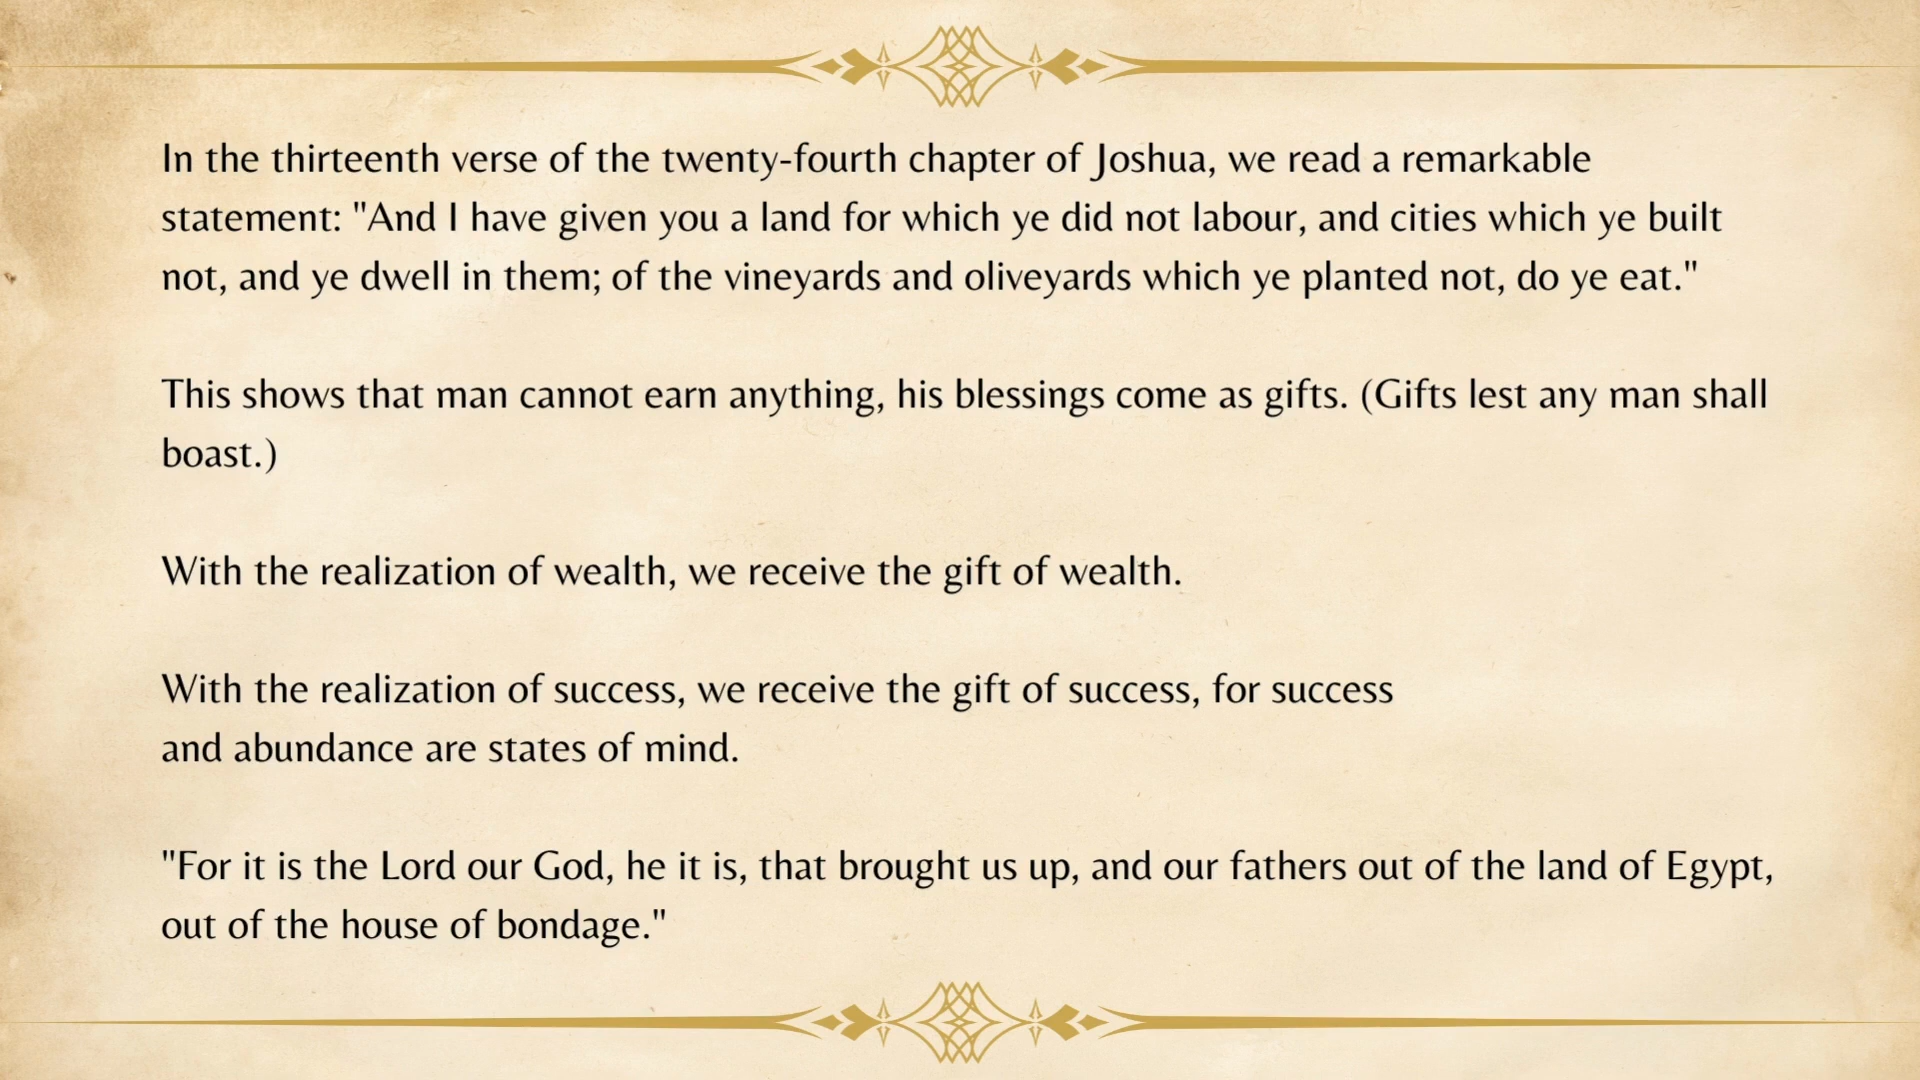 In the thirteenth verse of the twenty-fourth chapter of Joshua, we read a remarkable
statement: "And I have given you a land for which ye did not labour, and cities which ye built
not, and ye dwell in them; of the vineyards and oliveyards which ye planted not, do ye eat."
This shows that man cannot earn anything, his blessings come as gifts. (Gifts lest any man shall
boast.)
With the realization of wealth, we receive the gift of wealth.
With the realization of success, we receive the gift of success, for success
and abundance are states of mind.
"For it is the Lord our God, he it is, that brought us up, and our fathers out of the land of Egypt,
out of the house of bondage."